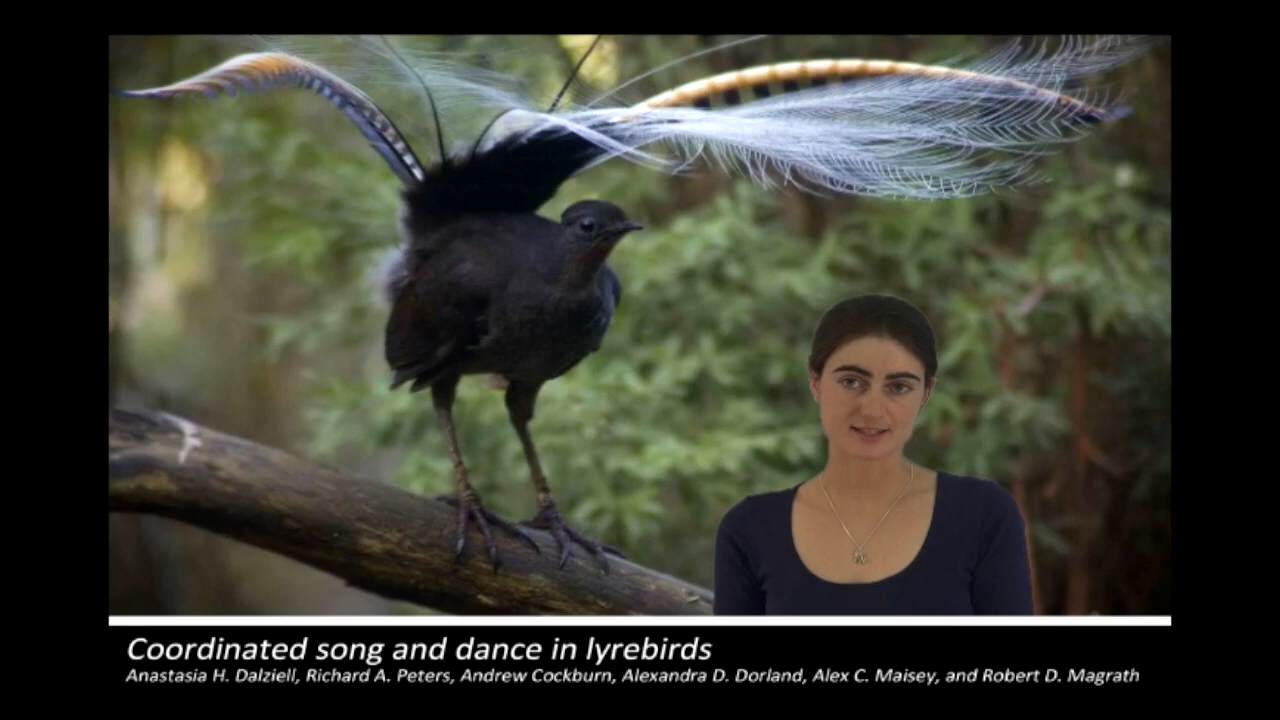 Coordinated song and dance in lyrebirds
Anastasia H. Dalziell, Richard A. Peters, Andrew Cockburn, Alexandra D. Dorland, Alex C. Maisey, and Robert D. Magrath